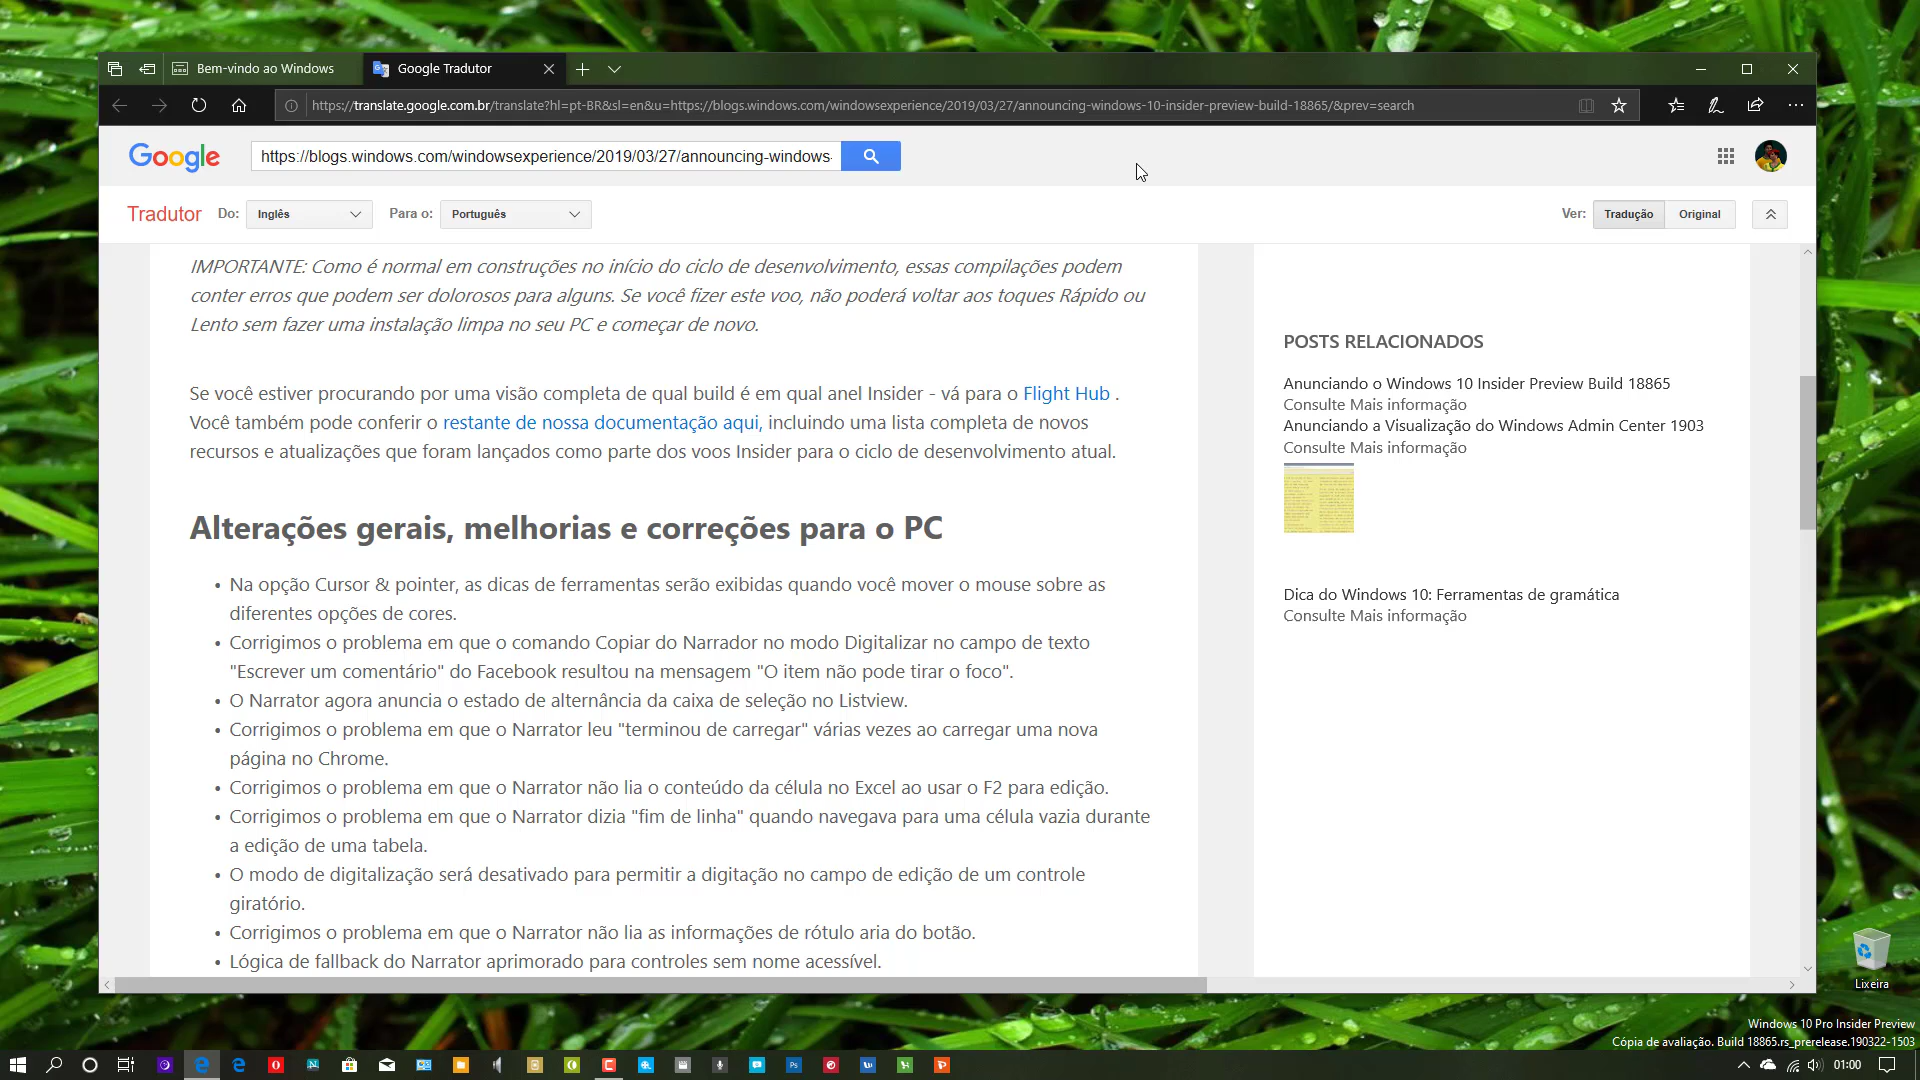 Bem-vindo ao Windows
Google Tradutor
https://translate.google.com.br/translate?hl=pt-BR&sl=en&u=https://blogs.windows.com/windowsexperience/2019/03/27/announcing-windows-10-insider-preview-build-18865/&prev=search
Google
https://blogs.windows.com/windowsexperience/2019/03/27/announcing-windows-
Tradutor
Do:
Inglês
Para o:
Português
Ver:
Tradução
Original
IMPORTANTE: Como é normal em construções no início do ciclo de desenvolvimento, essas compilações podem
conter erros que podem ser dolorosos para alguns. Se você fizer este voo, não poderá voltar aos toques Rápido ou
Lento sem fazer uma instalação limpa no seu PC e começar de novo.
Se você estiver procurando por uma visão completa de qual build é em qual anel Insider - vá para o Flight Hub .
Você também pode conferir o restante de nossa documentação aqui, incluindo uma lista completa de novos
recursos e atualizações que foram lançados como parte dos voos Insider para o ciclo de desenvolvimento atual.
Alterações gerais, melhorias e correções para o PC
• Na opção Cursor & pointer, as dicas de ferramentas serão exibidas quando você mover o mouse sobre as
diferentes opções de cores.
• Corrigimos o problema em que o comando Copiar do Narrador no modo Digitalizar no campo de texto
"Escrever um comentário" do Facebook resultou na mensagem "O item não pode tirar o foco".
• O Narrator agora anuncia o estado de alternância da caixa de seleção no Listview.
• Corrigimos o problema em que o Narrator leu "terminou de carregar" várias vezes ao carregar uma nova
página no Chrome.
• Corrigimos o problema em que o Narrator não lia o conteúdo da célula no Excel ao usar o F2 para edição.
• Corrigimos o problema em que o Narrator dizia "fim de linha" quando navegava para uma célula vazia durante
a edição de uma tabela.
• O modo de digitalização será desativado para permitir a digitação no campo de edição de um controle
giratório.
• Corrigimos o problema em que o Narrator não lia as informações de rótulo aria do botão.
• Lógica de fallback do Narrator aprimorado para controles sem nome acessível.
POSTS RELACIONADOS
Anunciando o Windows 10 Insider Preview Build 18865
Consulte Mais informação
Anunciando a Visualização do Windows Admin Center 1903
Consulte Mais informação
Dica do Windows 10: Ferramentas de gramática
Consulte Mais informação
Lixeira
Windows 10 Pro Insider Preview
Cópia de avaliação. Build 18865.rs_prerelease.190322-1503
01:00